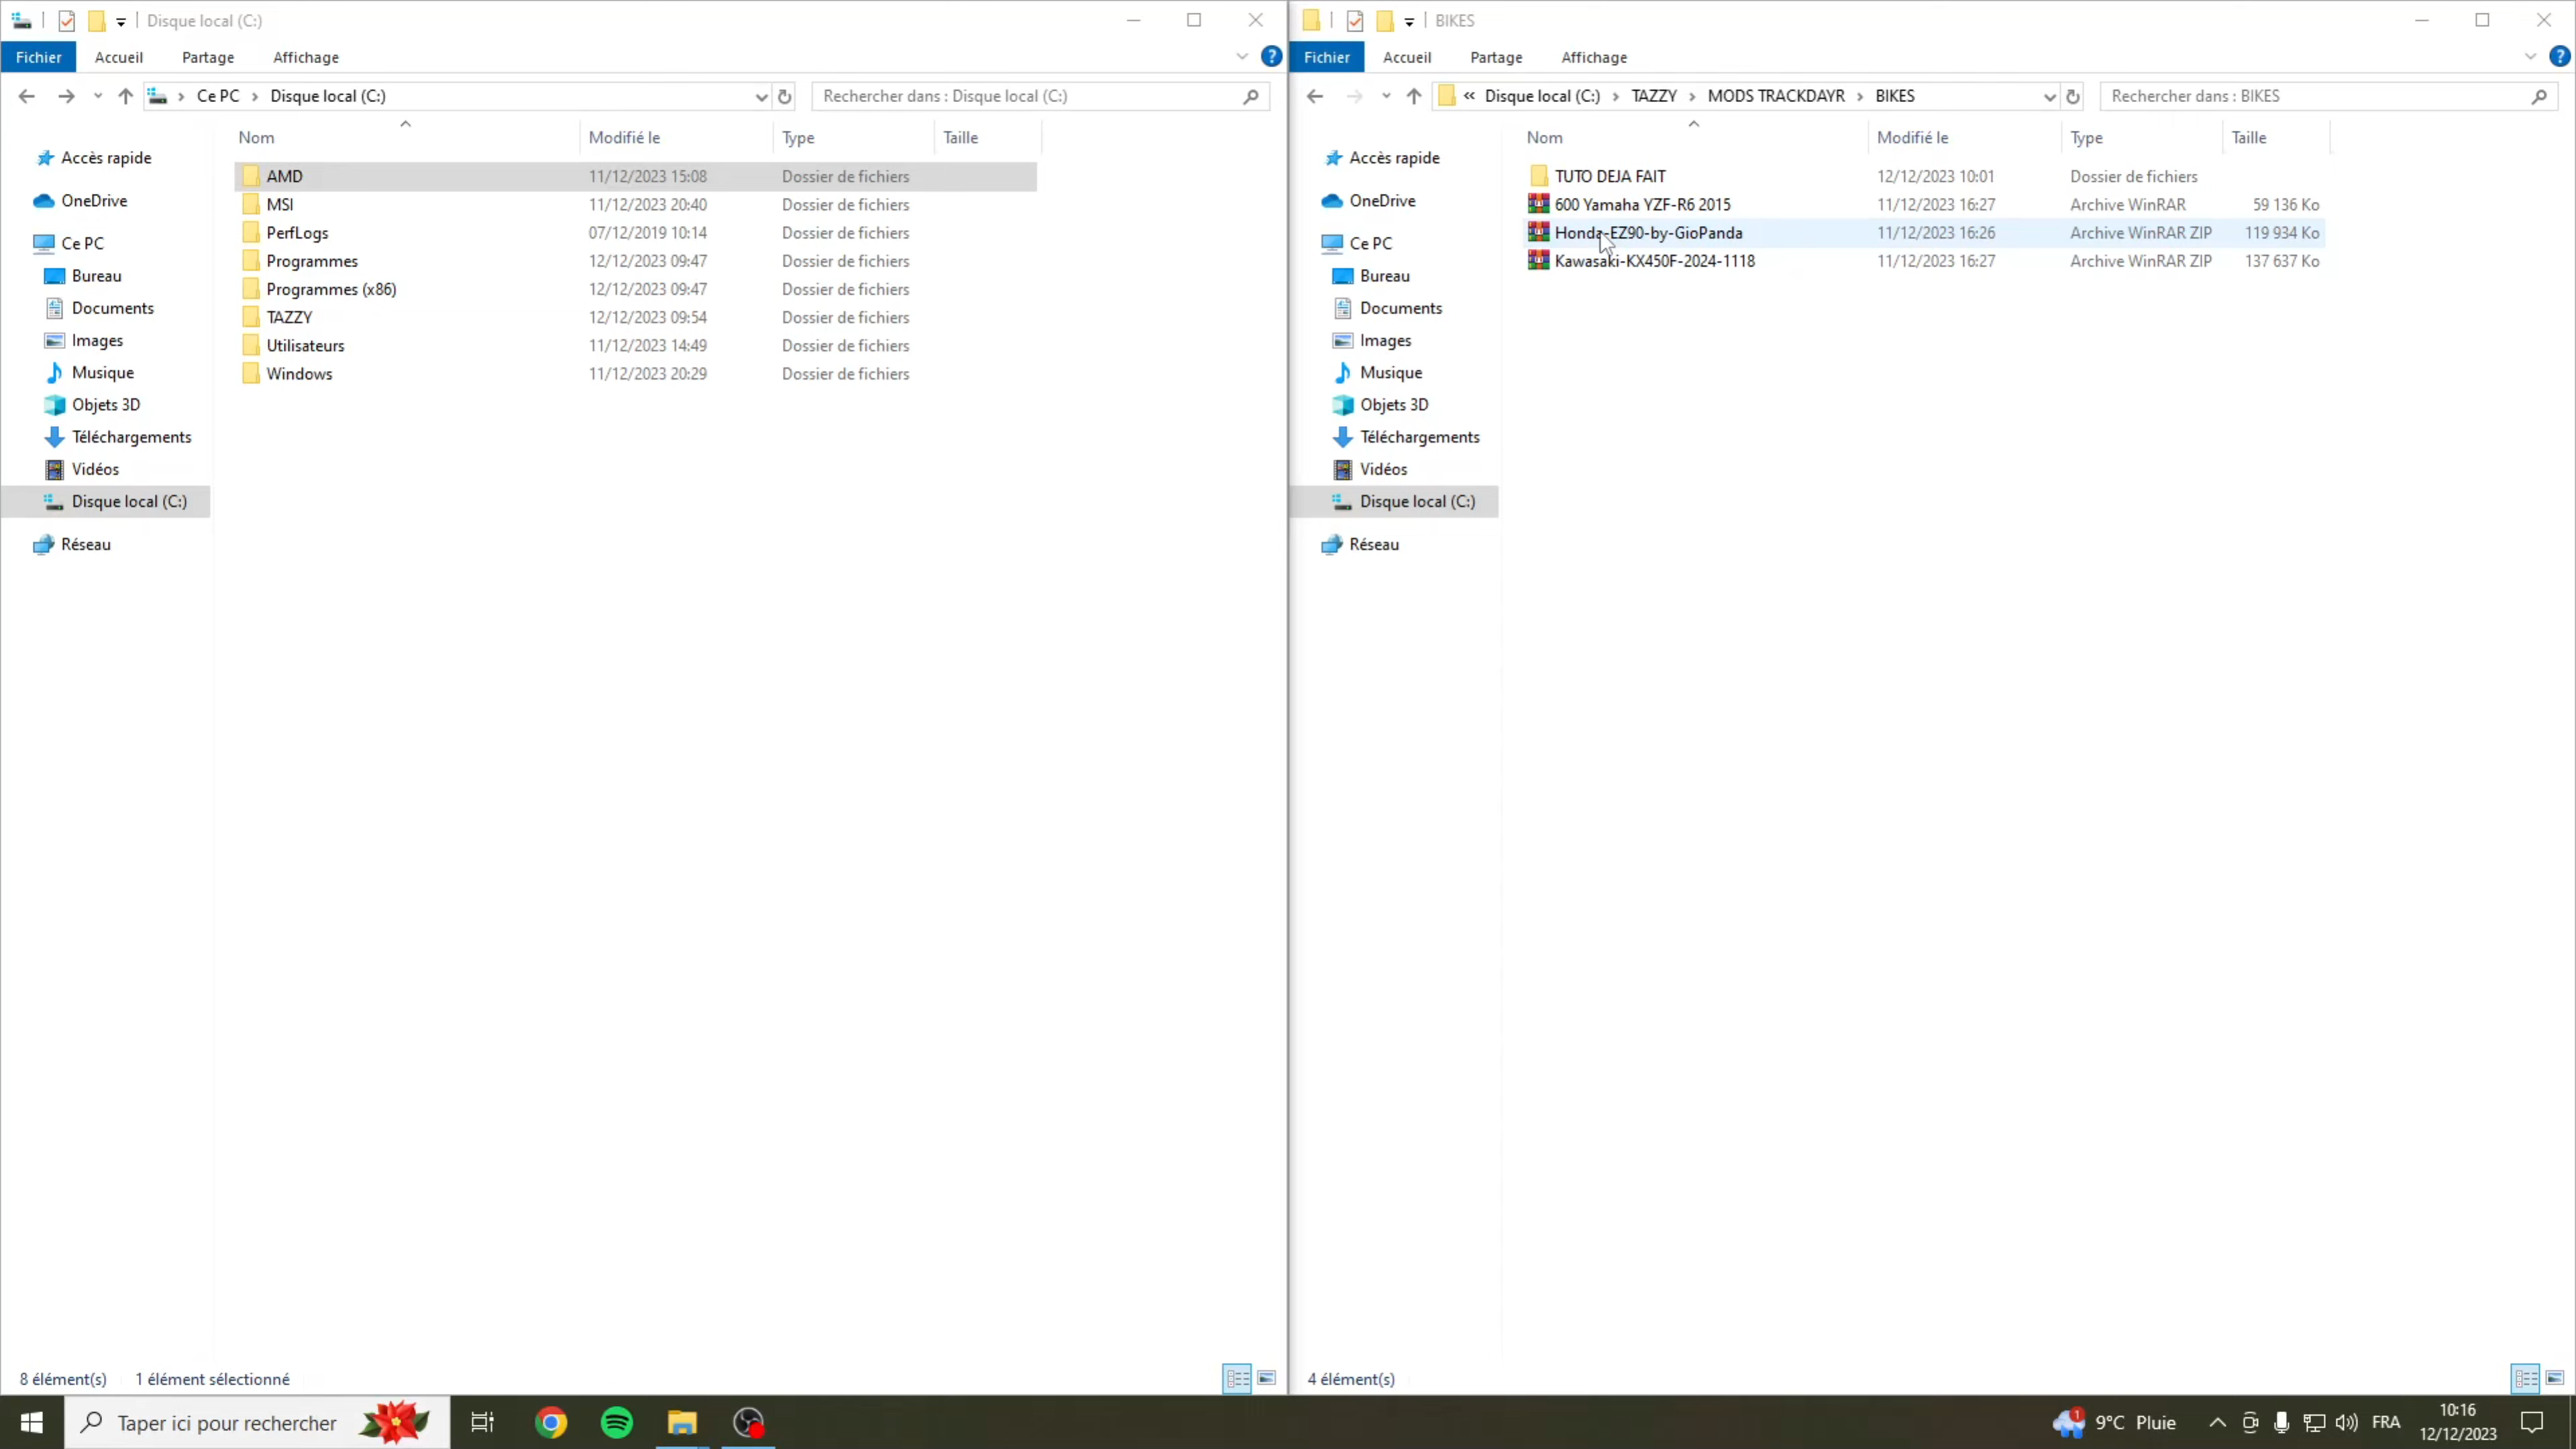 Disque local (C:)
Fichier Accueil Partage Affichage
Ce PC Disque local (C:) Rechercher dans : Disque local (C:)
Nom Modifié le Type Taille
Accès rapide
OneDrive
Ce PC
Bureau
Documents
Images
Musique
Objets 3D
Téléchargements
Vidéos
Disque local (C:)
Réseau
AMD 11/12/2023 15:08 Dossier de fichiers
MSI 11/12/2023 20:40 Dossier de fichiers
PerfLogs 07/12/2019 10:14 Dossier de fichiers
Programmes 12/12/2023 09:47 Dossier de fichiers
Programmes (x86) 12/12/2023 09:47 Dossier de fichiers
TAZZY 12/12/2023 09:54 Dossier de fichiers
Utilisateurs 11/12/2023 14:49 Dossier de fichiers
Windows 11/12/2023 20:29 Dossier de fichiers
8 élément(s) 1 élément sélectionné
BIKES
Fichier Accueil Partage Affichage
« Disque local (C:) TAZZY MODS TRACKDAYR BIKES Rechercher dans : BIKES
Nom Modifié le Type Taille
Accès rapide
OneDrive
Ce PC
Bureau
Documents
Images
Musique
Objets 3D
Téléchargements
Vidéos
Disque local (C:)
Réseau
TUTO DEJA FAIT 12/12/2023 10:01 Dossier de fichiers
600 Yamaha YZF-R6 2015 11/12/2023 16:27 Archive WinRAR 59 136 Ko
Honda-EZ90-by-GioPanda 11/12/2023 16:26 Archive WinRAR ZIP 119 934 Ko
Kawasaki-KX450F-2024-1118 11/12/2023 16:27 Archive WinRAR ZIP 137 637 Ko
4 élément(s)
Taper ici pour rechercher
1
9°C Pluie
FRA
10:16
12/12/2023